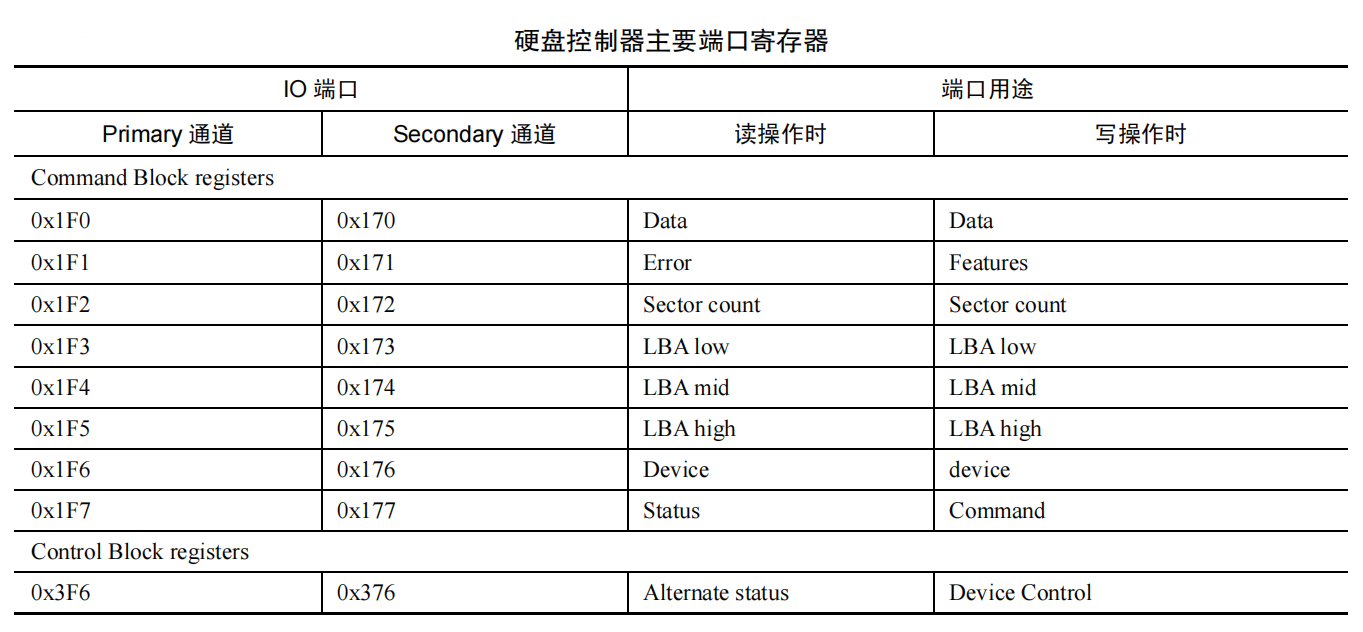 硬盘控制器主要端口寄存器
IO 端口 端口用途
Primary 通道 Secondary 通道 读操作时 写操作时
Command Block registers
0x1F0 0x170 Data Data
0x1F1 0x171 Error Features
0x1F2 0x172 Sector count Sector count
0x1F3 0x173 LBA low LBA low
0x1F4 0x174 LBA mid LBA mid
0x1F5 0x175 LBA high LBA high
0x1F6 0x176 Device device
0x1F7 0x177 Status Command
Control Block registers
0x3F6 0x376 Alternate status Device Control